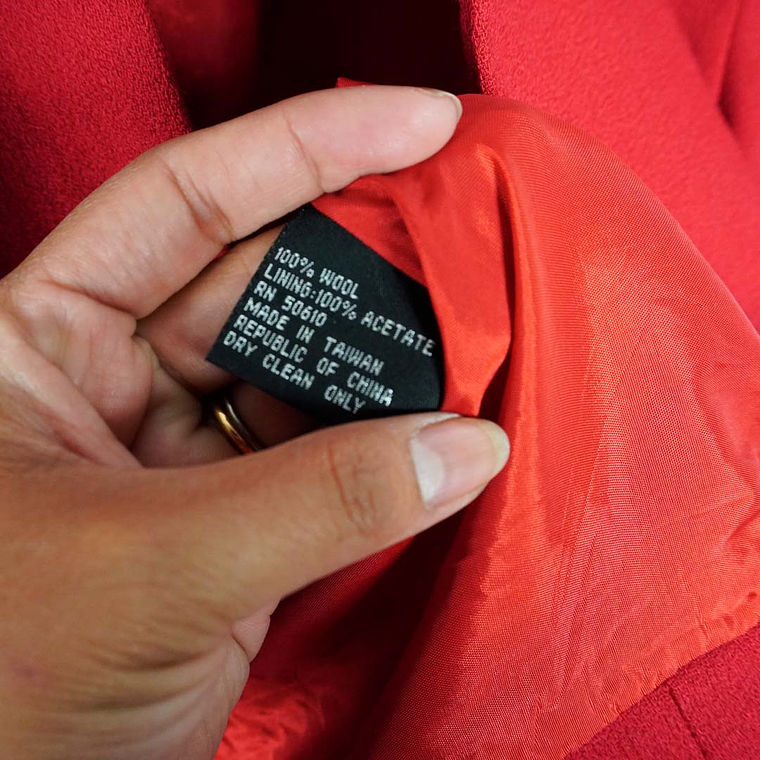 100% WOOL
LINING:100% ACETATE
RN 50610
MADE IN TAIWAN
REPUBLIC OF CHINA
DRY CLEAN ONLY